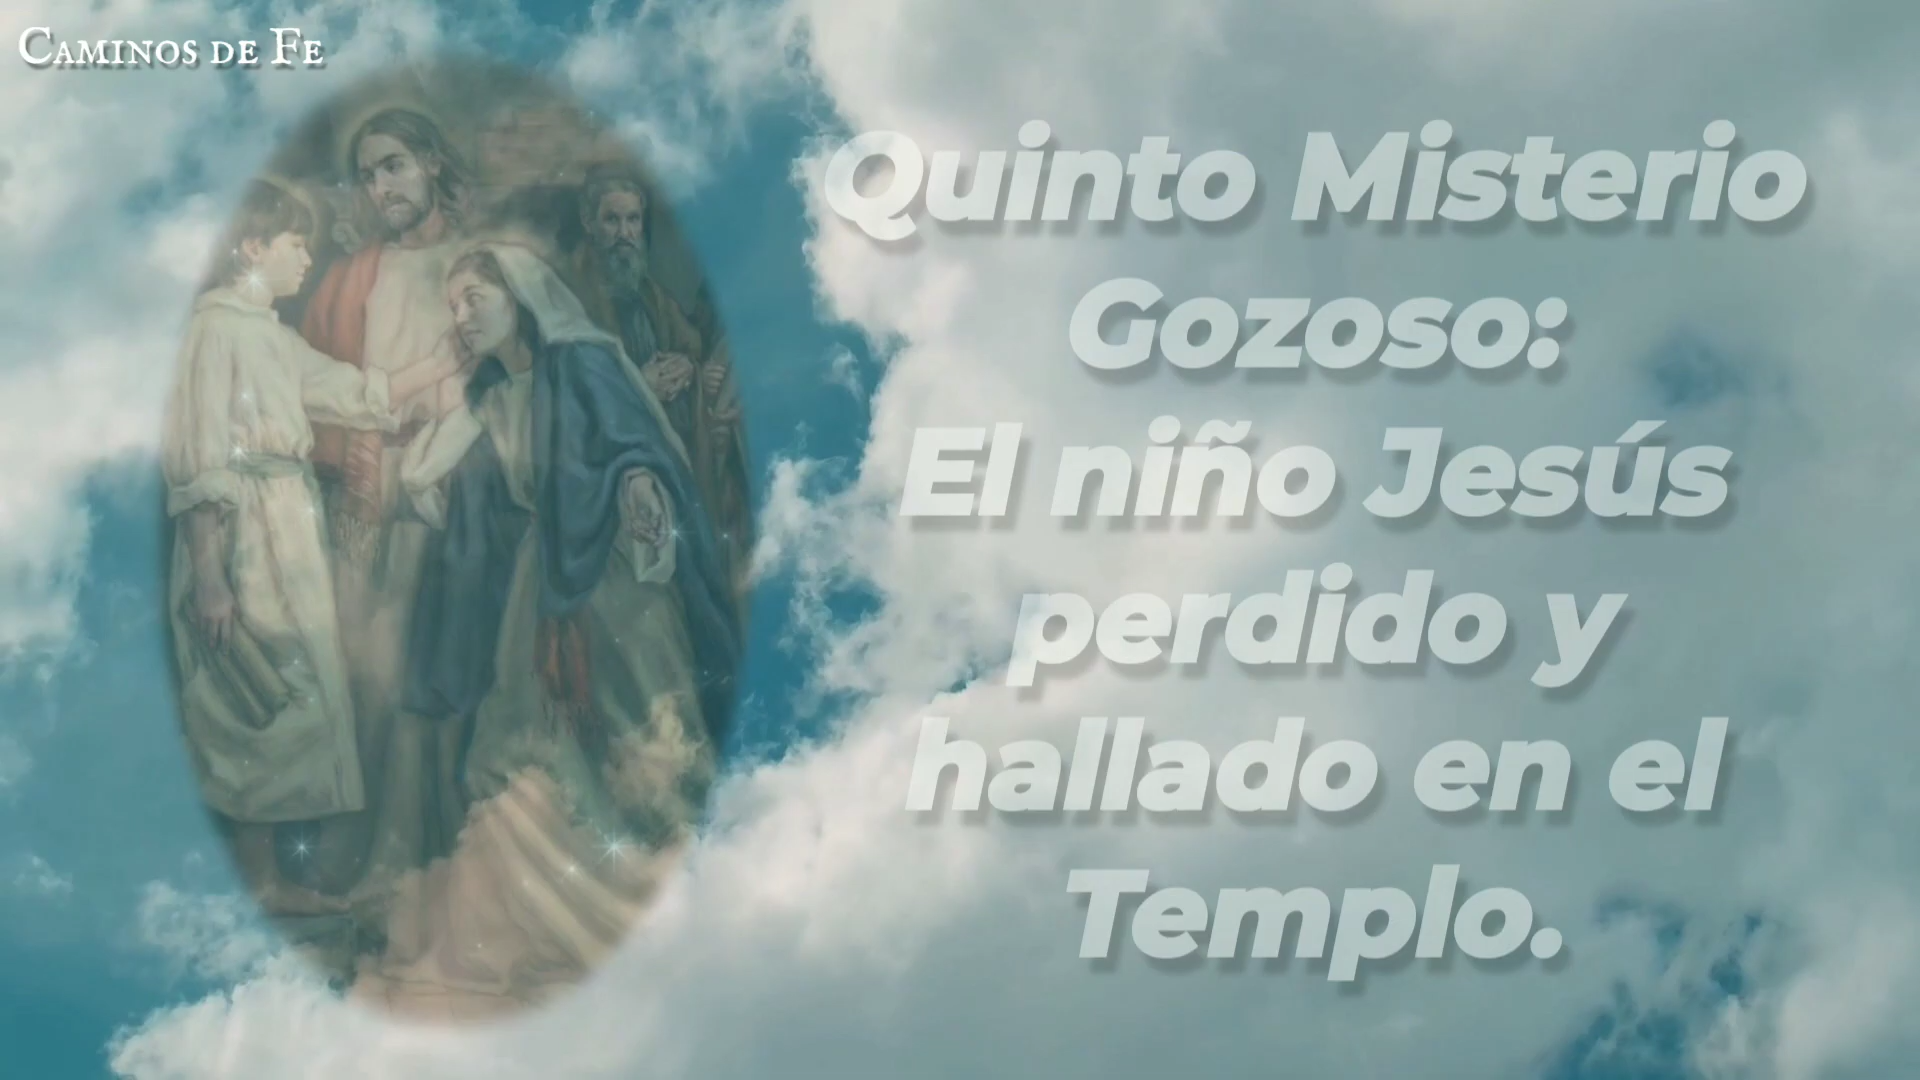 Caminos de Fe
Quinto Misterio
Gozoso:
El niño Jesús
perdido y
hallado en el
Templo.